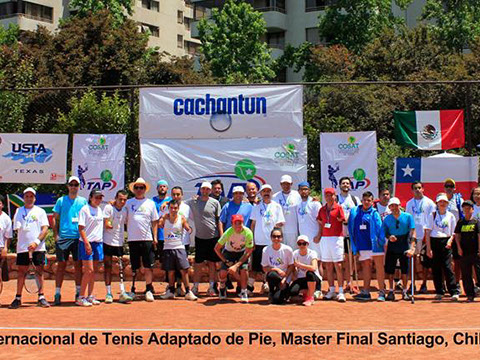 cachantun
COSAT
USTA
TEXAS
COSAT
TAP
COSAT
TAP
COSAT
TAP
ernacional de Tenis Adaptado de Pie, Master Final Santiago, Chil